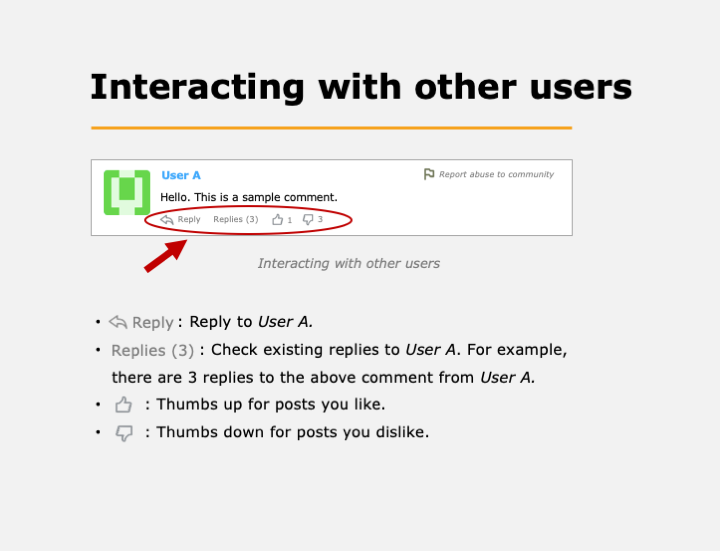 Interacting with other users
User A
Report abuse to community
Hello. This is a sample comment.
Reply Replies (3) 1 3
Interacting with other users
• Reply : Reply to User A.
• Replies (3) : Check existing replies to User A. For example,
there are 3 replies to the above comment from User A.
• : Thumbs up for posts you like.
• : Thumbs down for posts you dislike.